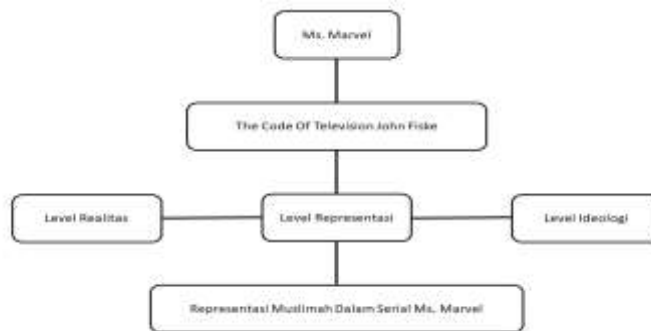 Ms. Marvel
The Code Of Television John Fiske
Level Realitas
Level Representasi
Level Ideologi
Representasi Muslimah Dalam Serial Ms. Marvel